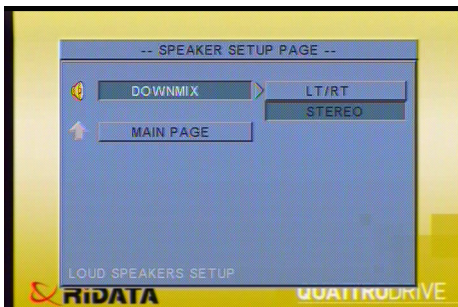 -- SPEAKER SETUP PAGE --
DOWNMIX
LT/RT
STEREO
MAIN PAGE
LOUD SPEAKERS SETUP
RiDATA
QUATTRODRIVE